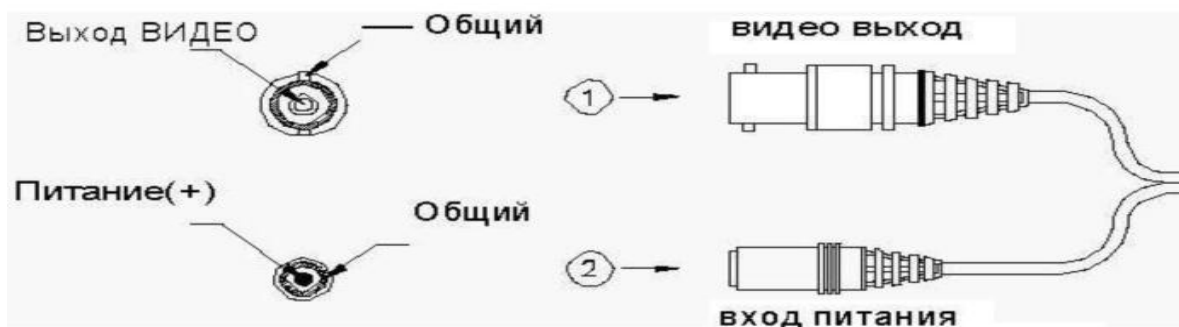 Выход ВИДЕО
Общий
видео выход
1
Питание(+)
Общий
2
вход питания